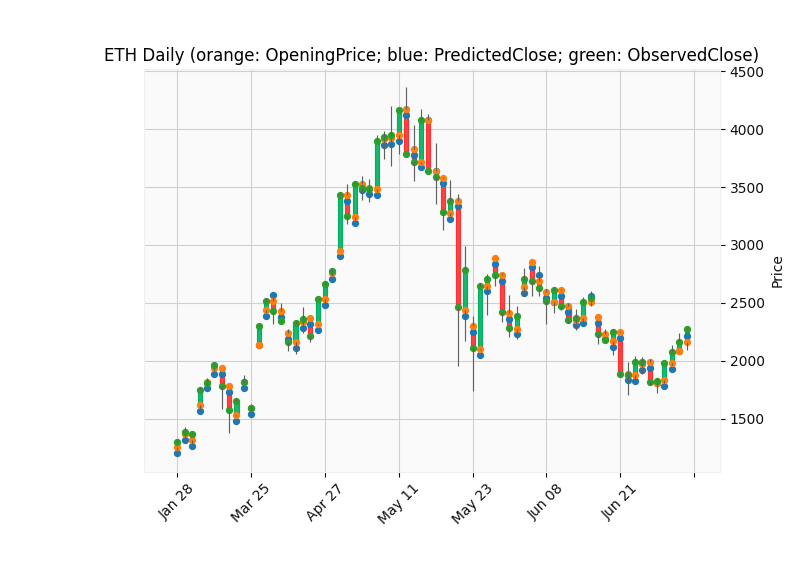 ETH Daily (orange: OpeningPrice; blue: PredictedClose; green: ObservedClose)
4500
4000
3500
3000
2500
2000
1500
Price
Jan 28
Mar 25
Apr 27
May 11
May 23
Jun 08
Jun 21